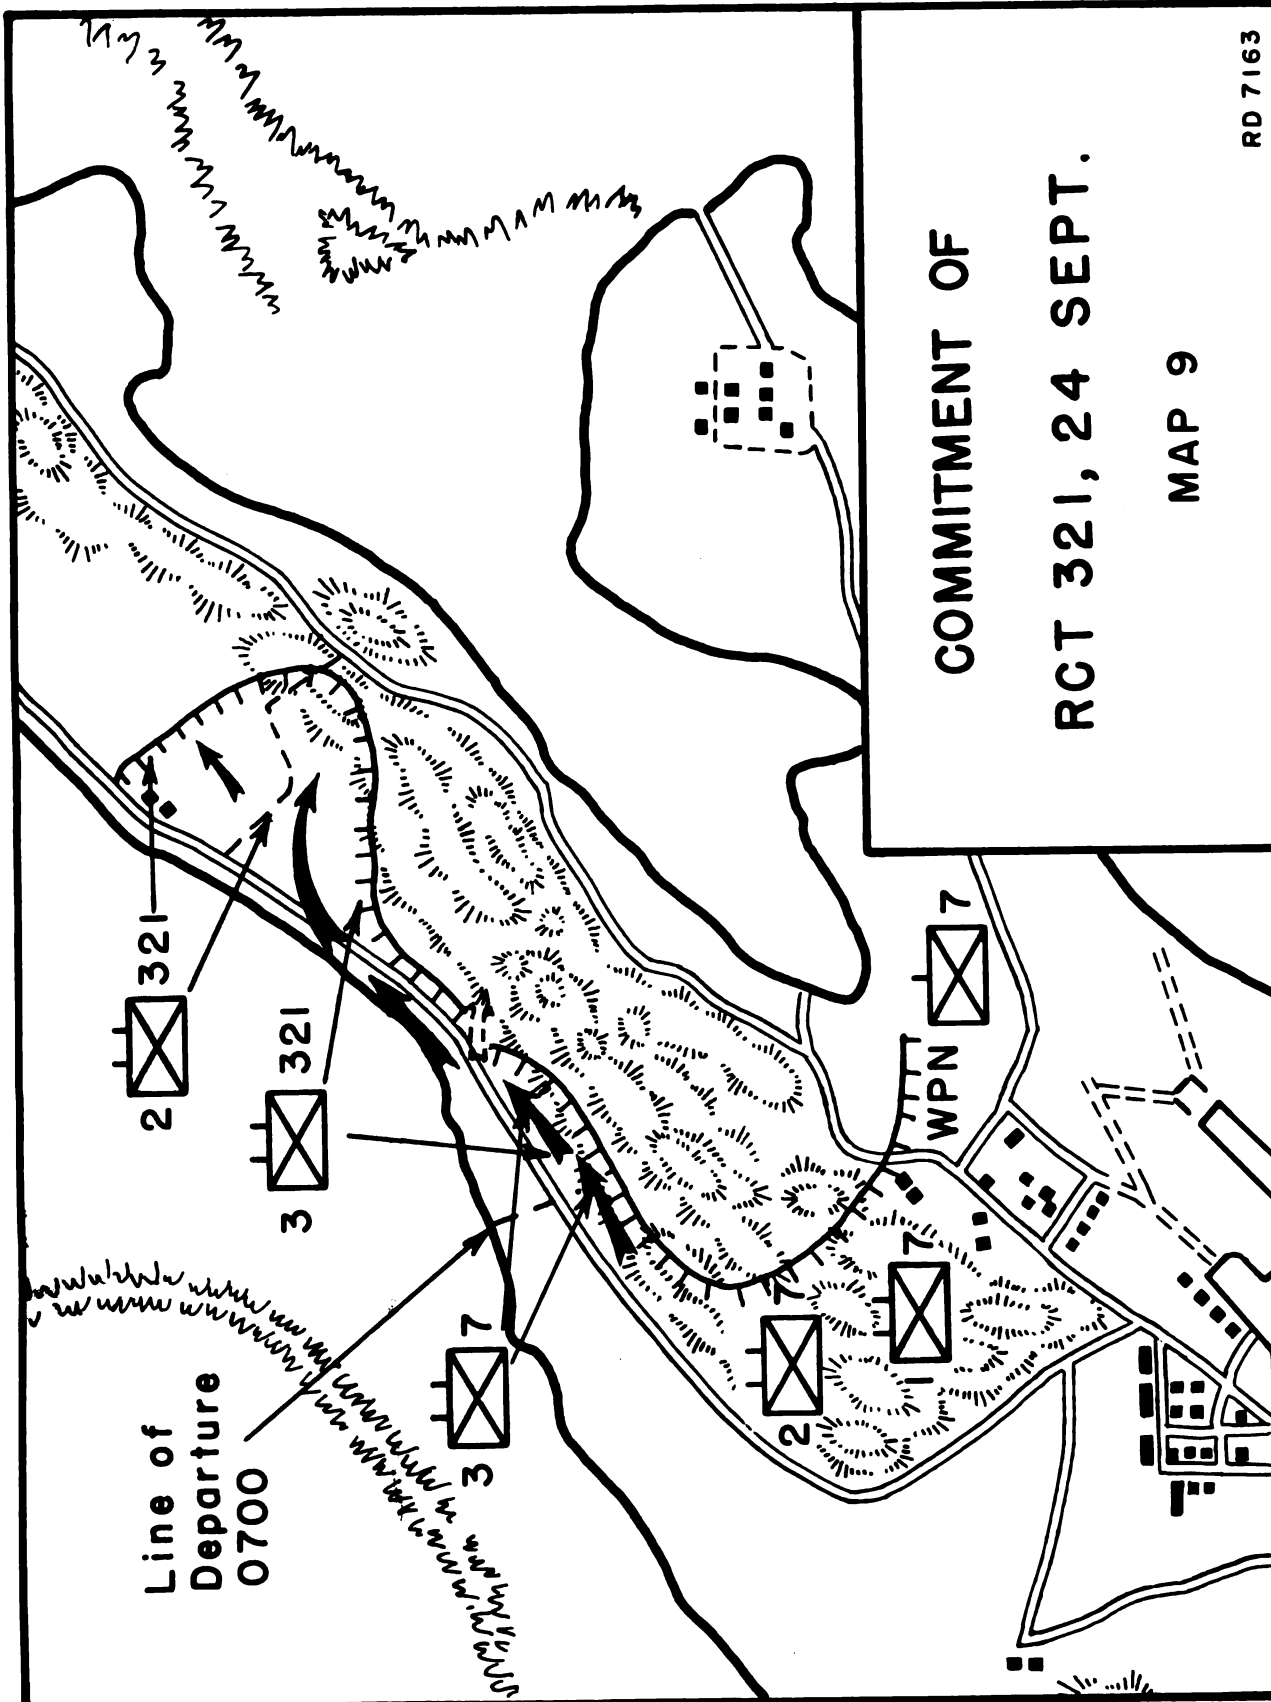 Line of
Departure
0700
2 321
3 321
3 7
2 7
1 7
WPN 7
COMMITMENT OF
RCT 321, 24 SEPT.
MAP 9
RD 7163